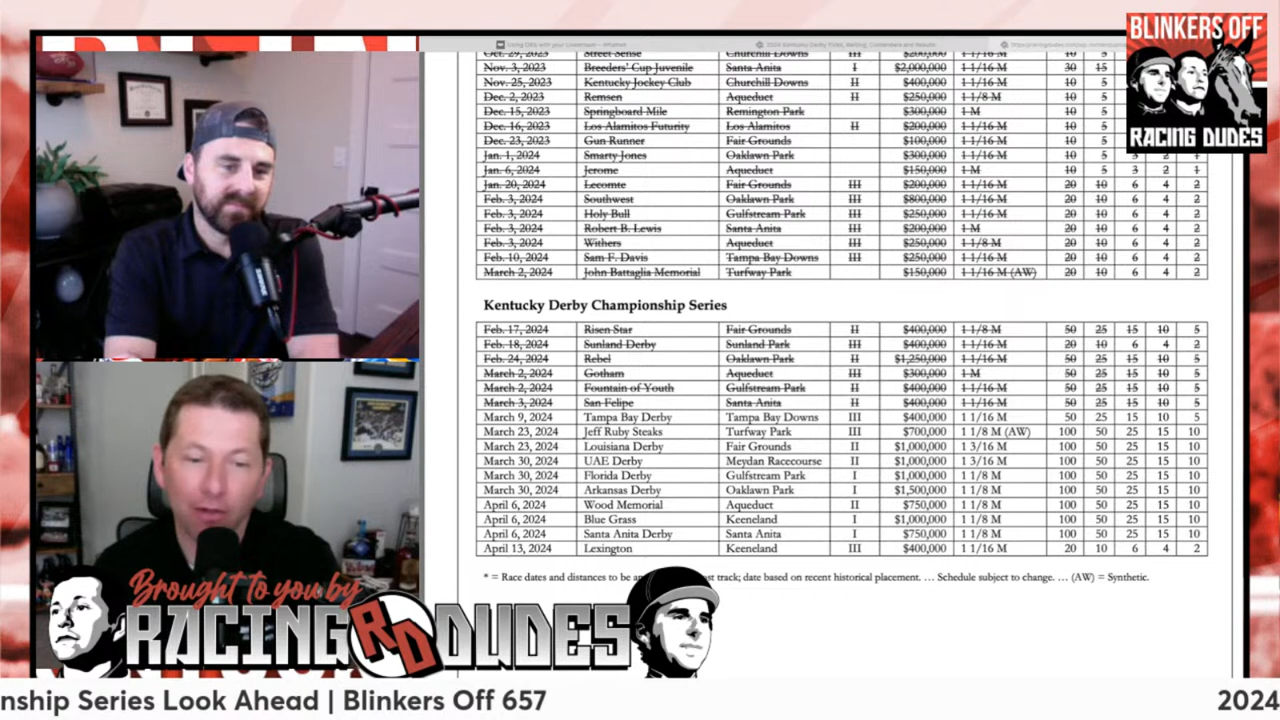 BLINKERS OFF
RACING DUDES
Oct. 29, 2023 Street Sense Churchill Downs III $200,000 1 1/16 M 10 5
Nov. 3, 2023 Breeders' Cup Juvenile Santa Anita I $2,000,000 1 1/16 M 30 15
Nov. 25, 2023 Kentucky Jockey Club Churchill Downs II $400,000 1 1/16 M 10 5
Dec. 2, 2023 Remsen Aqueduct II $250,000 1 1/8 M 10 5
Dec. 15, 2023 Springboard Mile Remington Park $300,000 1 M 10 5
Dec. 16, 2023 Los Alamitos Futurity Los Alamitos II $200,000 1 1/16 M 10 5
Dec. 23, 2023 Gun Runner Fair Grounds $100,000 1 1/16 M 10 5
Jan. 1, 2024 Smarty Jones Oaklawn Park $300,000 1 1/16 M 10 5 3 2 1
Jan. 6, 2024 Jerome Aqueduct $150,000 1 M 10 5 3 2 1
Jan. 20, 2024 Lecomte Fair Grounds III $200,000 1 1/16 M 20 10 6 4 2
Feb. 3, 2024 Southwest Oaklawn Park III $800,000 1 1/16 M 20 10 6 4 2
Feb. 3, 2024 Holy Bull Gulfstream Park III $250,000 1 1/16 M 20 10 6 4 2
Feb. 3, 2024 Robert B. Lewis Santa Anita III $200,000 1 M 20 10 6 4 2
Feb. 3, 2024 Withers Aqueduct III $250,000 1 1/8 M 20 10 6 4 2
Feb. 10, 2024 Sam F. Davis Tampa Bay Downs III $250,000 1 1/16 M 20 10 6 4 2
March 2, 2024 John Battaglia Memorial Turfway Park $150,000 1 1/16 M (AW) 20 10 6 4 2
Kentucky Derby Championship Series
Feb. 17, 2024 Risen Star Fair Grounds II $400,000 1 1/8 M 50 25 15 10 5
Feb. 18, 2024 Sunland Derby Sunland Park III $400,000 1 1/16 M 20 10 6 4 2
Feb. 24, 2024 Rebel Oaklawn Park II $1,250,000 1 1/16 M 50 25 15 10 5
March 2, 2024 Gotham Aqueduct III $300,000 1 M 50 25 15 10 5
March 2, 2024 Fountain of Youth Gulfstream Park II $400,000 1 1/16 M 50 25 15 10 5
March 3, 2024 San Felipe Santa Anita II $400,000 1 1/16 M 50 25 15 10 5
March 9, 2024 Tampa Bay Derby Tampa Bay Downs III $400,000 1 1/16 M 50 25 15 10 5
March 23, 2024 Jeff Ruby Steaks Turfway Park III $700,000 1 1/8 M (AW) 100 50 25 15 10
March 23, 2024 Louisiana Derby Fair Grounds II $1,000,000 1 3/16 M 100 50 25 15 10
March 30, 2024 UAE Derby Meydan Racecourse II $1,000,000 1 3/16 M 100 50 25 15 10
March 30, 2024 Florida Derby Gulfstream Park I $1,000,000 1 1/8 M 100 50 25 15 10
March 30, 2024 Arkansas Derby Oaklawn Park I $1,500,000 1 1/8 M 100 50 25 15 10
April 6, 2024 Wood Memorial Aqueduct II $750,000 1 1/8 M 100 50 25 15 10
April 6, 2024 Blue Grass Keeneland I $1,000,000 1 1/8 M 100 50 25 15 10
April 6, 2024 Santa Anita Derby Santa Anita I $750,000 1 1/8 M 100 50 25 15 10
April 13, 2024 Lexington Keeneland III $400,000 1 1/16 M 20 10 6 4 2
* = Race dates and distances to be track; date based on recent historical placement. … Schedule subject to change. … (AW) = Synthetic.
Brought to you by
RACING RD DUDES
nship Series Look Ahead | Blinkers Off 657 2024